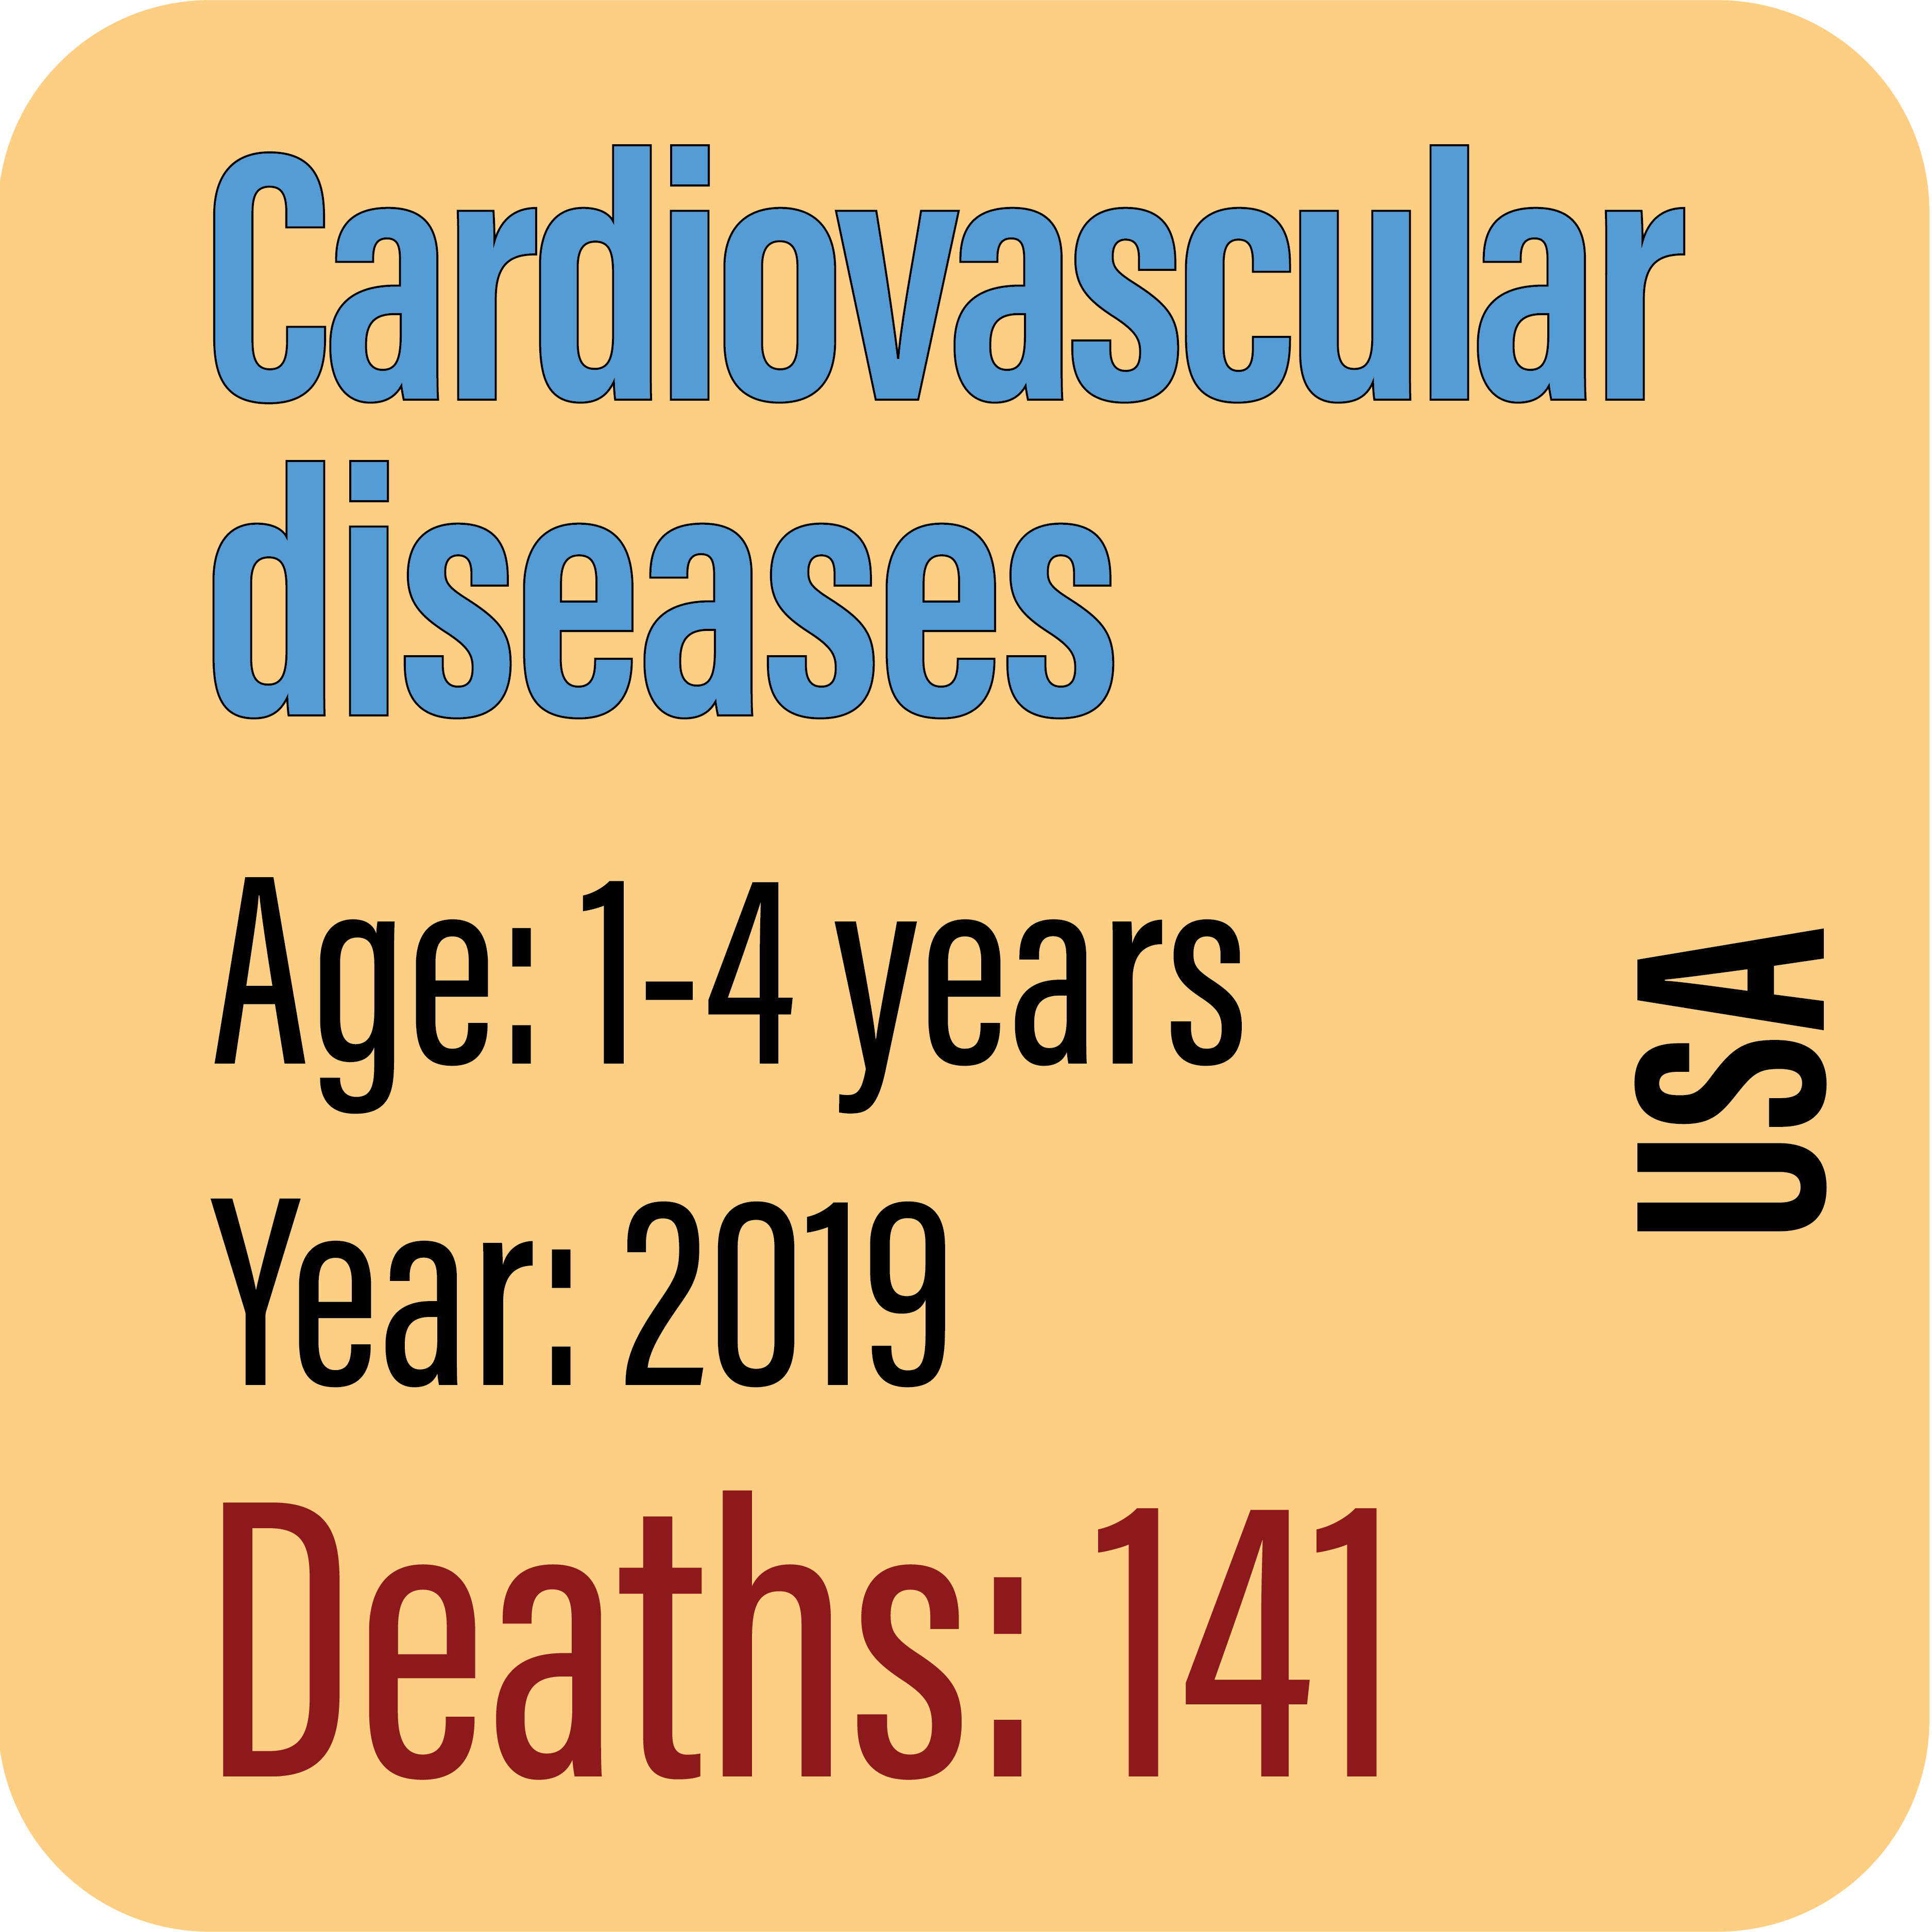 Cardiovascular
diseases
Age: 1-4 years
Year: 2019
Deaths: 141
USA